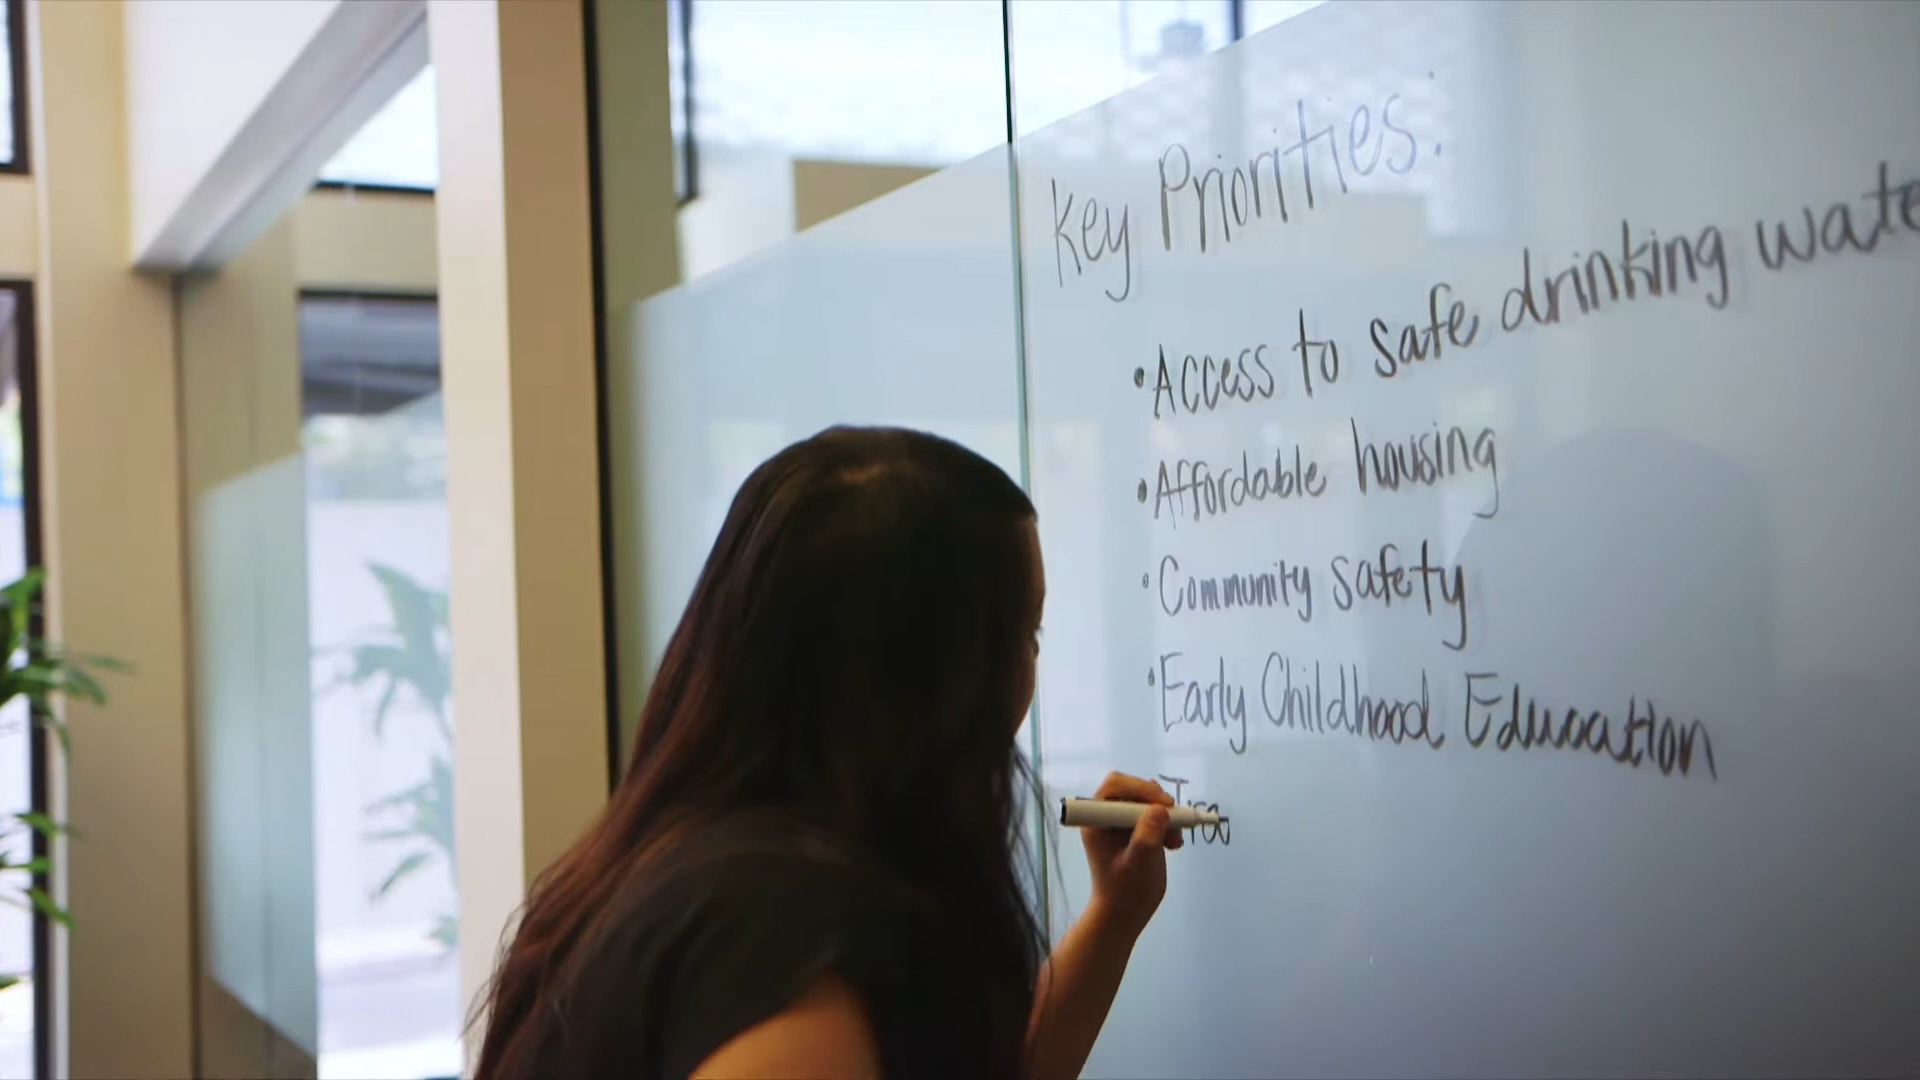 Key Priorities:
• Access to safe drinking wate
• Affordable housing
• Community safety
• Early Childhood Education